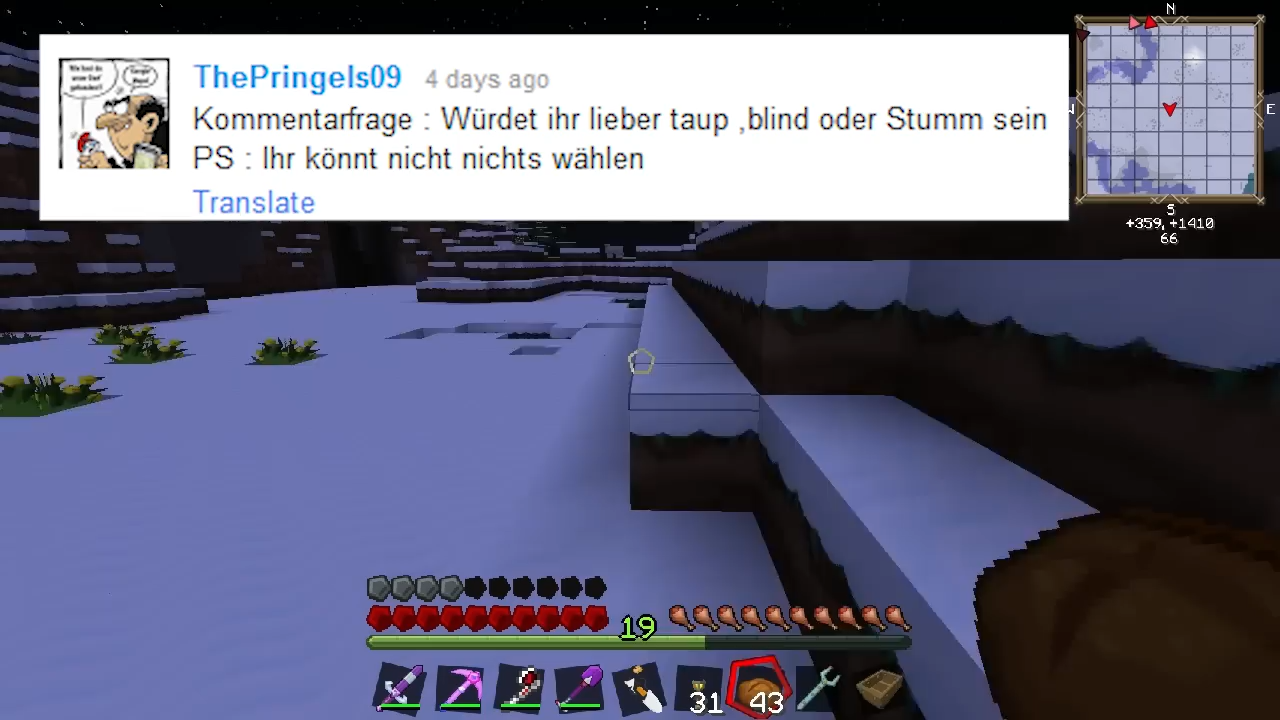 N
ThePringels09 4 days ago
Kommentarfrage : Würdet ihr lieber taup ,blind oder Stumm sein
PS : Ihr könnt nicht nichts wählen
Translate
E
S
+359, +1410
66
19
31
43